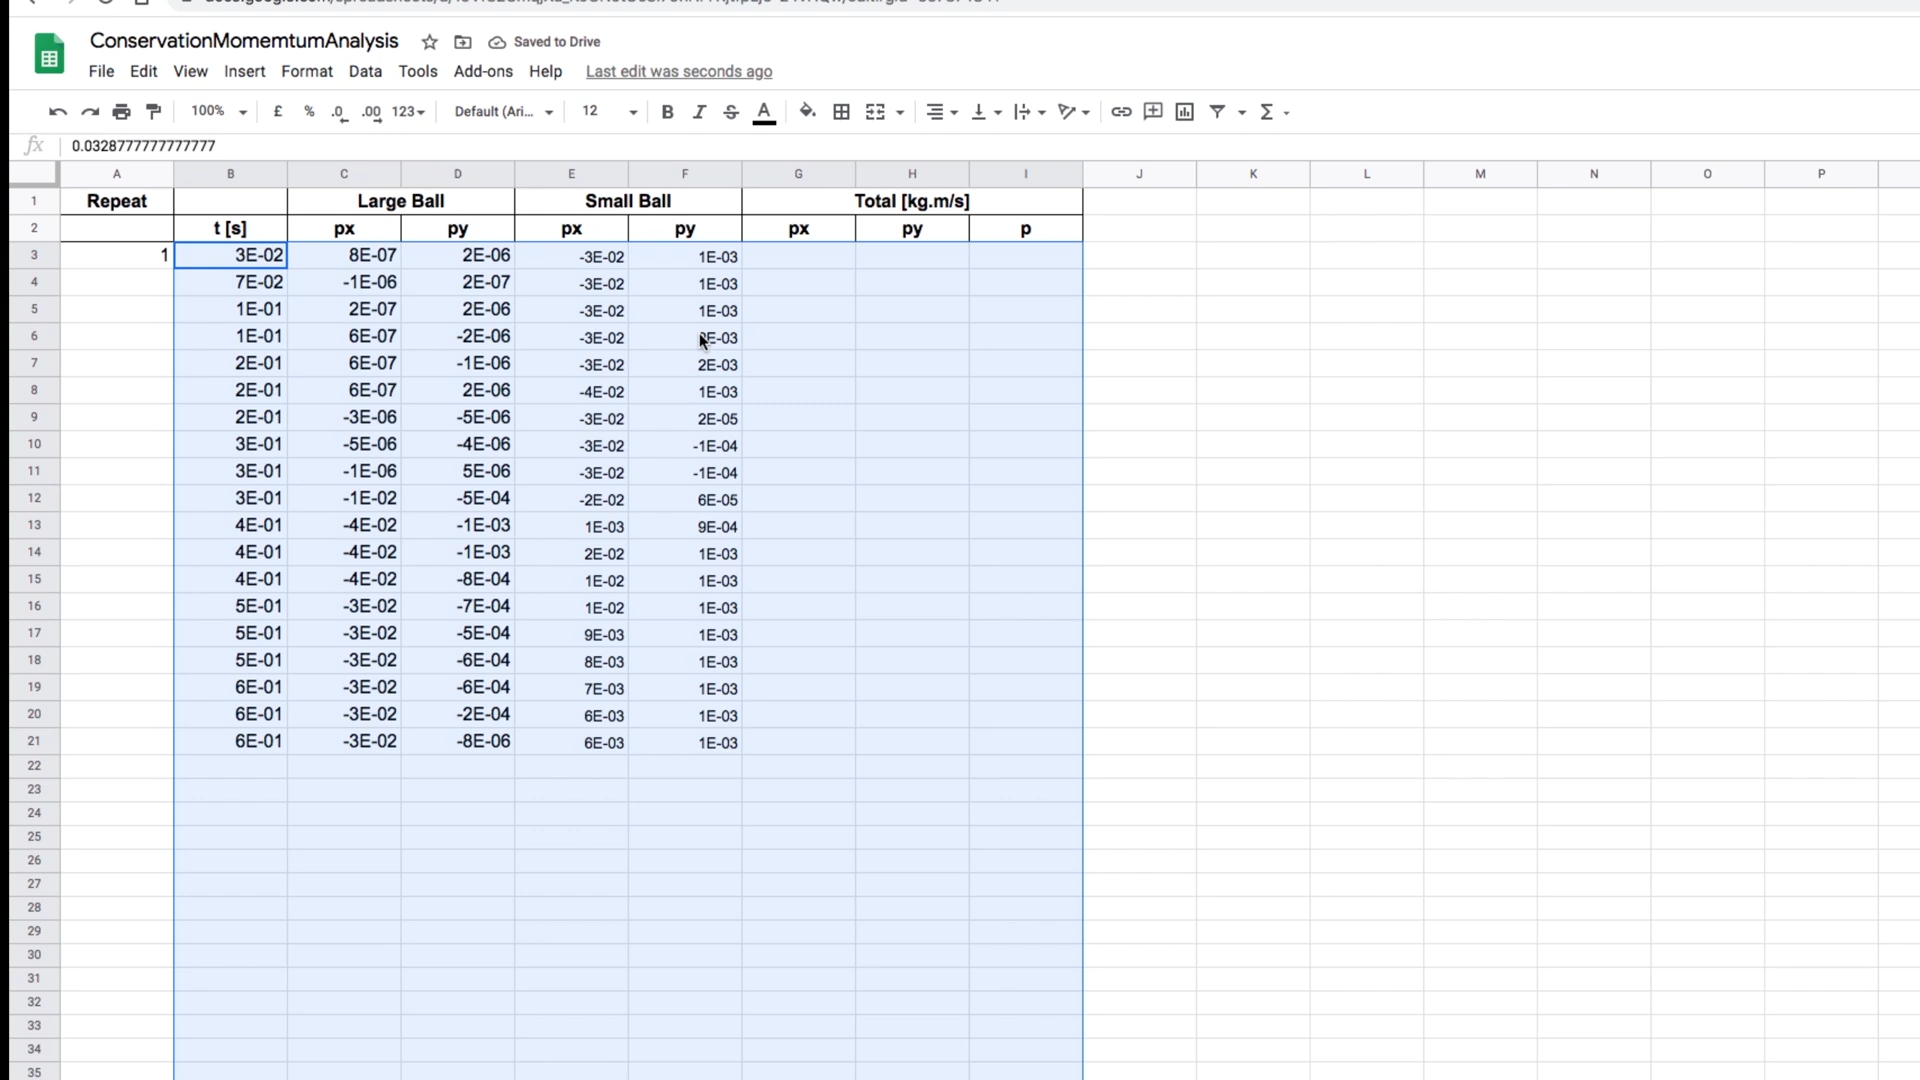 ConservationMomemtumAnalysis Saved to Drive
File Edit View Insert Format Data Tools Add-ons Help Last edit was seconds ago
100% £ % .0 .00 123 Default (Ari... 12 B I S A Σ
fx 0.0328777777777777
A B C D E F G H I J K L M N O P
1 Repeat Large Ball Small Ball Total [kg.m/s]
2 t [s] px py px py px py p
3 1 3E-02 8E-07 2E-06 -3E-02 1E-03
4 7E-02 -1E-06 2E-07 -3E-02 1E-03
5 1E-01 2E-07 2E-06 -3E-02 1E-03
6 1E-01 6E-07 -2E-06 -3E-02
7 2E-01 6E-07 -1E-06 -3E-02 2E-03
8 2E-01 6E-07 2E-06 -4E-02 1E-03
9 2E-01 -3E-06 -5E-06 -3E-02 2E-05
10 3E-01 -5E-06 -4E-06 -3E-02 -1E-04
11 3E-01 -1E-06 5E-06 -3E-02 -1E-04
12 3E-01 -1E-02 -5E-04 -2E-02 6E-05
13 4E-01 -4E-02 -1E-03 1E-03 9E-04
14 4E-01 -4E-02 -1E-03 2E-02 1E-03
15 4E-01 -4E-02 -8E-04 1E-02 1E-03
16 5E-01 -3E-02 -7E-04 1E-02 1E-03
17 5E-01 -3E-02 -5E-04 9E-03 1E-03
18 5E-01 -3E-02 -6E-04 8E-03 1E-03
19 6E-01 -3E-02 -6E-04 7E-03 1E-03
20 6E-01 -3E-02 -2E-04 6E-03 1E-03
21 6E-01 -3E-02 -8E-06 6E-03 1E-03
22
23
24
25
26
27
28
29
30
31
32
33
34
35